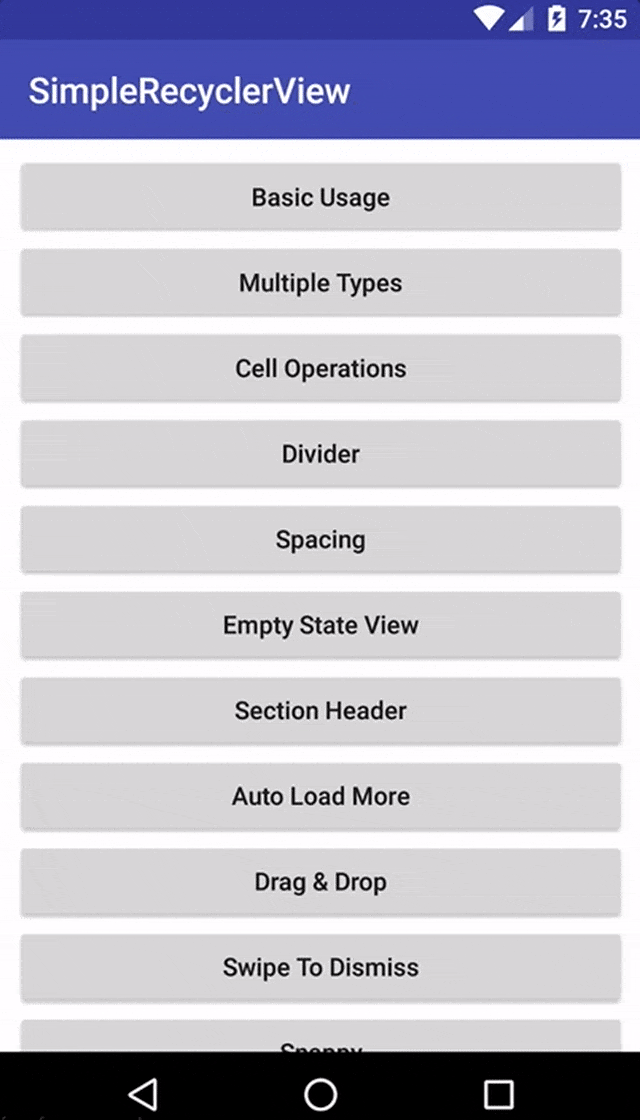 7:35
SimpleRecyclerView
Basic Usage
Multiple Types
Cell Operations
Divider
Spacing
Empty State View
Section Header
Auto Load More
Drag & Drop
Swipe To Dismiss
Snappy